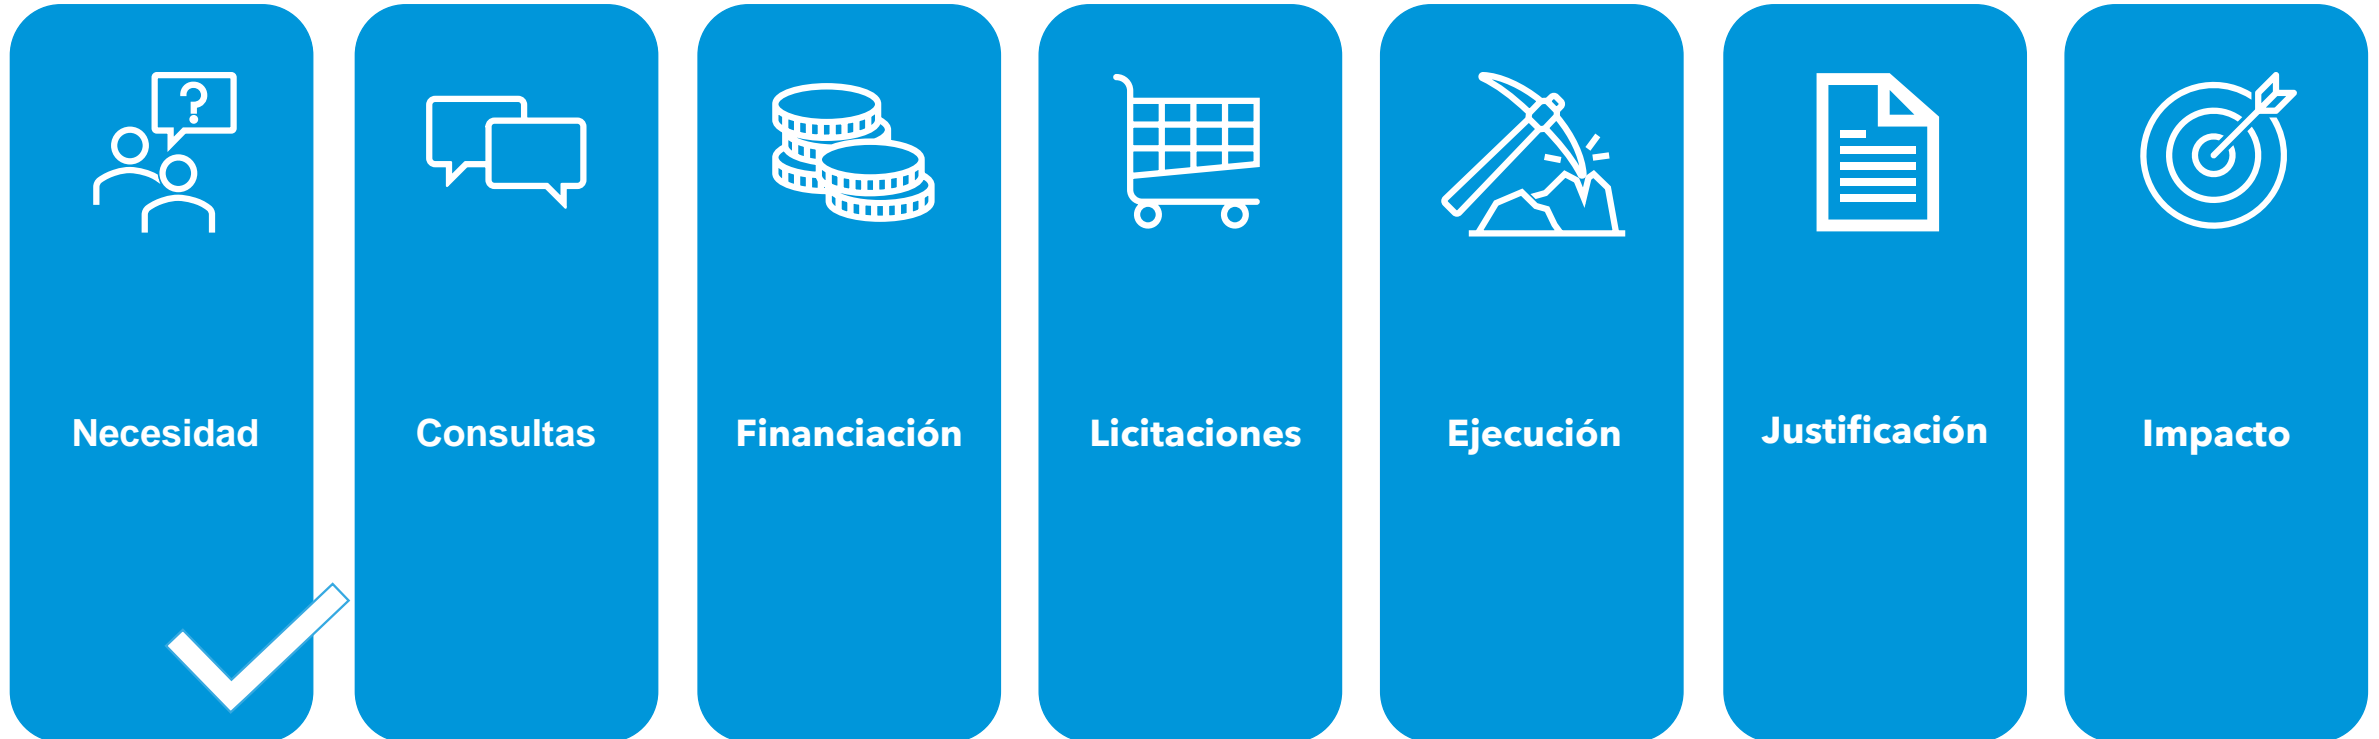 ?
Necesidad
Consultas
Financiación
Licitaciones
Ejecución
Justificación
Impacto